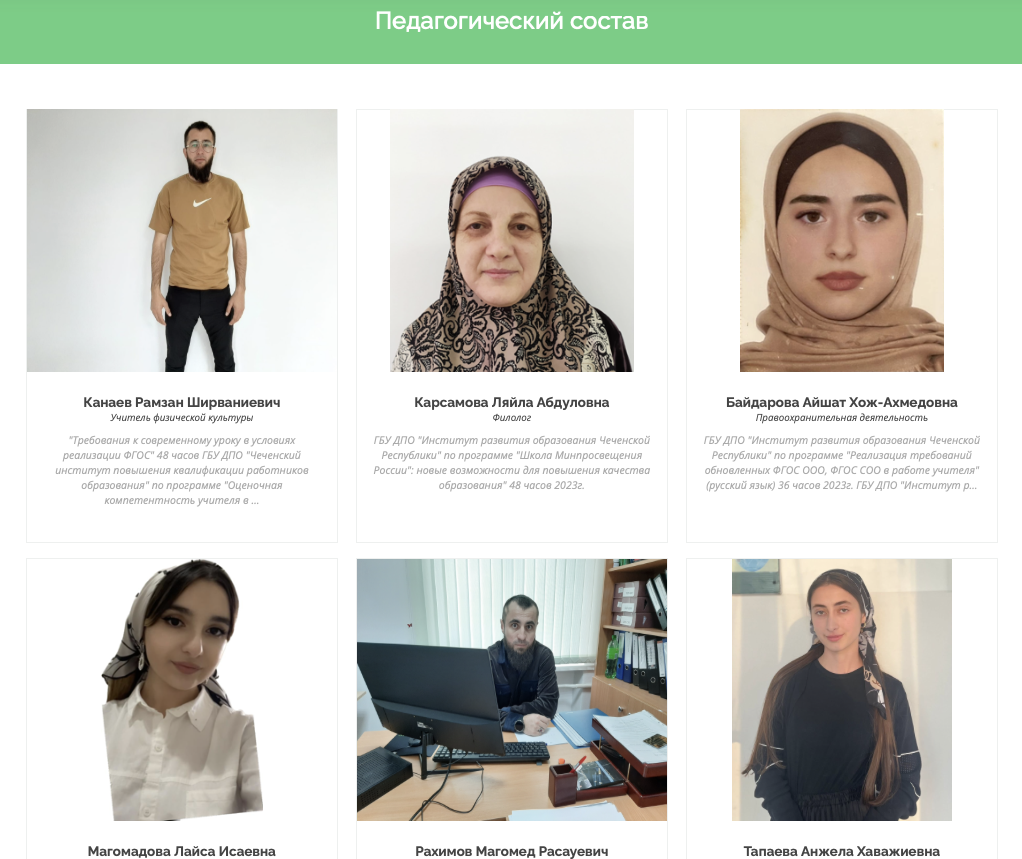 Педагогический состав
Канаев Рамзан Ширваниевич
Учитель физической культуры
"Требования к современному уроку в условиях
реализации ФГОС" 48 часов ГБУ ДПО "Чеченский
институт повышения квалификации работников
образования" по программе "Оценочная
компетентность учителя в ...
Карсамова Ляйла Абдуловна
Филолог
ГБУ ДПО "Институт развития образования Чеченской
Республики" по программе "Школа Минпросвещения
России": новые возможности для повышения качества
образования" 48 часов 2023г.
Байдарова Айшат Хож-Ахмедовна
Правоохранительная деятельность
ГБУ ДПО "Институт развития образования Чеченской
Республики" по программе "Реализация требований
обновленных ФГОС ООО, ФГОС СОО в работе учителя"
(русский язык) 36 часов 2023г. ГБУ ДПО "Институт р...
Магомадова Лайса Исаевна
Рахимов Магомед Расауевич
Тапаева Анжела Хаважиевна